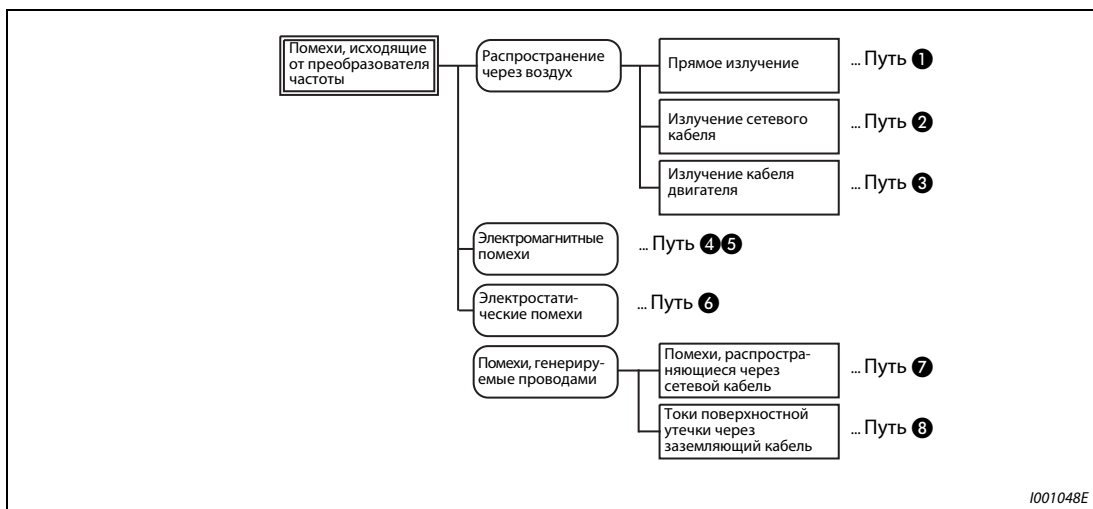 Помехи, исходящие
от преобразователя
частоты
Распространение
через воздух
Прямое излучение
... Путь ❶
Излучение сетевого
кабеля
... Путь ❷
Излучение кабеля
двигателя
... Путь ❸
Электромагнитные
помехи
... Путь ❹❺
Электростати-
ческие помехи
... Путь ❻
Помехи, генериру-
емые проводами
Помехи, распростра-
няющиеся через
сетевой кабель
... Путь ❼
Токи поверхностной
утечки через
заземляющий кабель
... Путь ❽
I001048E